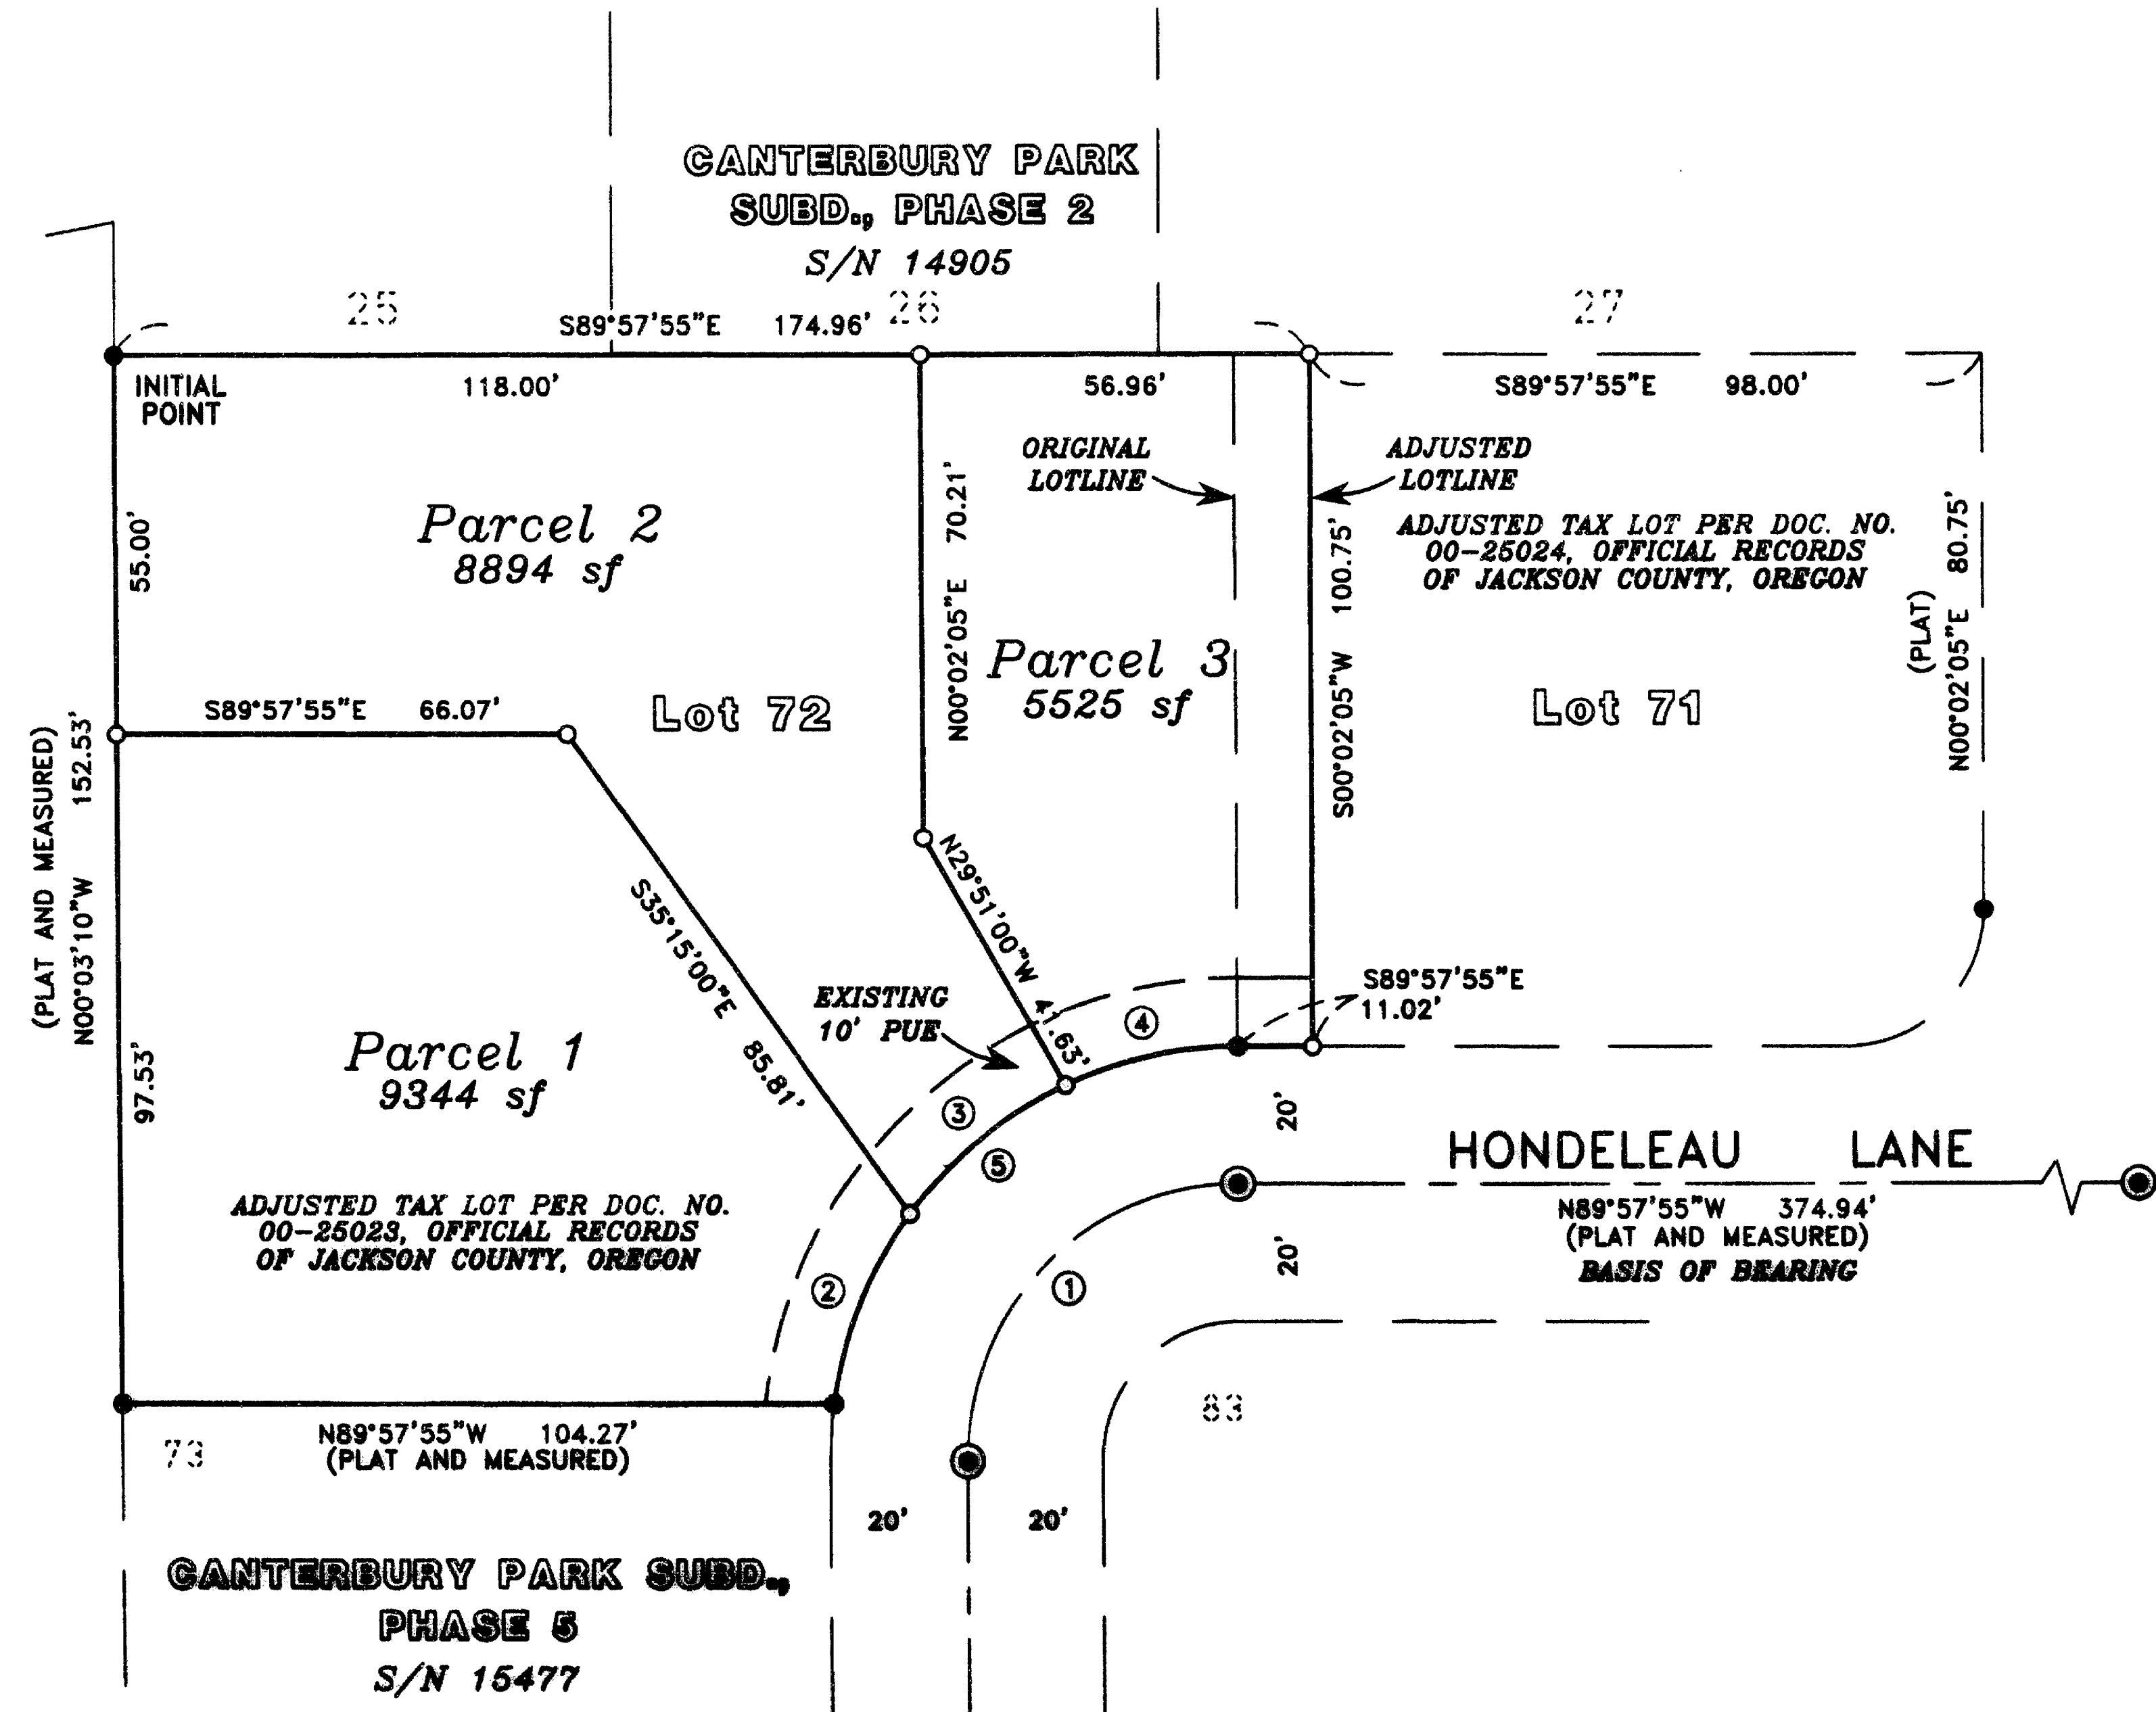 CANTERBURY PARK
SUBD., PHASE 2
S/N 14905
25
26
27
S89°57'55"E 174.96'
INITIAL
POINT
118.00'
56.96'
S89°57'55"E 98.00'
ORIGINAL
LOTLINE
ADJUSTED
LOTLINE
Parcel 2
8894 sf
55.00'
N00°02'05"E 70.21'
S00°02'05"W 100.75'
ADJUSTED TAX LOT PER DOC. NO.
00-25024, OFFICIAL RECORDS
OF JACKSON COUNTY, OREGON
(PLAT)
N00°02'05"E 80.75'
Parcel 3
5525 sf
S89°57'55"E 66.07'
Lot 72
Lot 71
(PLAT AND MEASURED)
N00°03'10"W 152.53'
S35°15'00"E 85.81'
N29°51'00"W 41.63'
EXISTING
10' PUE
4
S89°57'55"E
11.02'
Parcel 1
9344 sf
97.53'
3
5
20'
HONDELEAU LANE
N89°57'55"W 374.94'
(PLAT AND MEASURED)
BASIS OF BEARING
20'
ADJUSTED TAX LOT PER DOC. NO.
00-25023, OFFICIAL RECORDS
OF JACKSON COUNTY, OREGON
2
1
83
73
N89°57'55"W 104.27'
(PLAT AND MEASURED)
20'
20'
CANTERBURY PARK SUBD.,
PHASE 5
S/N 15477